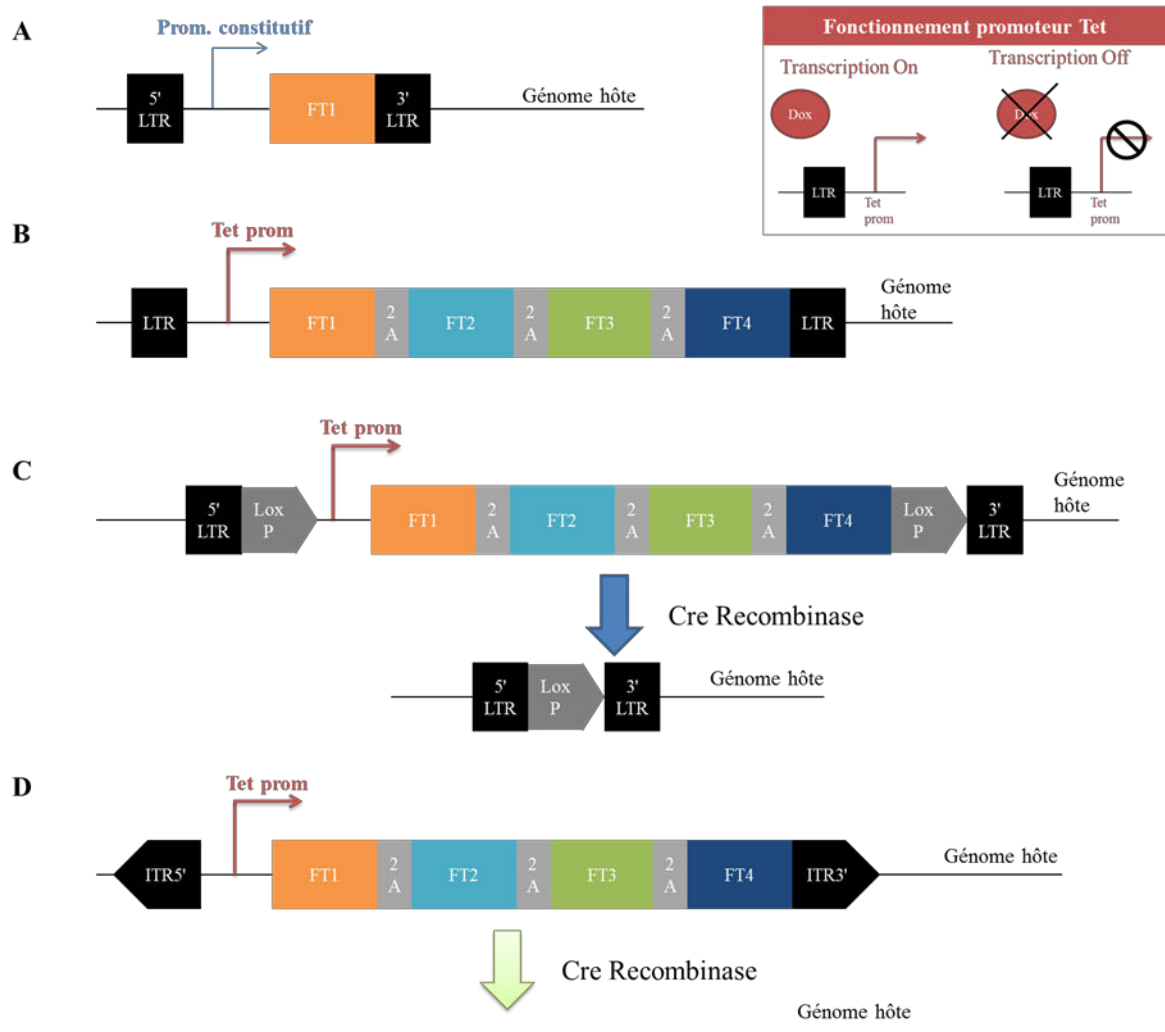 A
Prom. constitutif
5'
LTR
FT1
3'
LTR
Génome hôte
Fonctionnement promoteur Tet
Transcription On
Transcription Off
Dox
Dox
LTR
Tet
prom
LTR
Tet
prom
B
Tet prom
LTR
FT1
2
A
FT2
2
A
FT3
2
A
FT4
LTR
Génome
hôte
C
Tet prom
5'
LTR
Lox
P
FT1
2
A
FT2
2
A
FT3
2
A
FT4
Lox
P
3'
LTR
Génome
hôte
Cre Recombinase
5'
LTR
Lox
P
3'
LTR
Génome hôte
D
Tet prom
ITR5'
FT1
2
A
FT2
2
A
FT3
2
A
FT4
ITR3'
Génome hôte
Cre Recombinase
Génome hôte